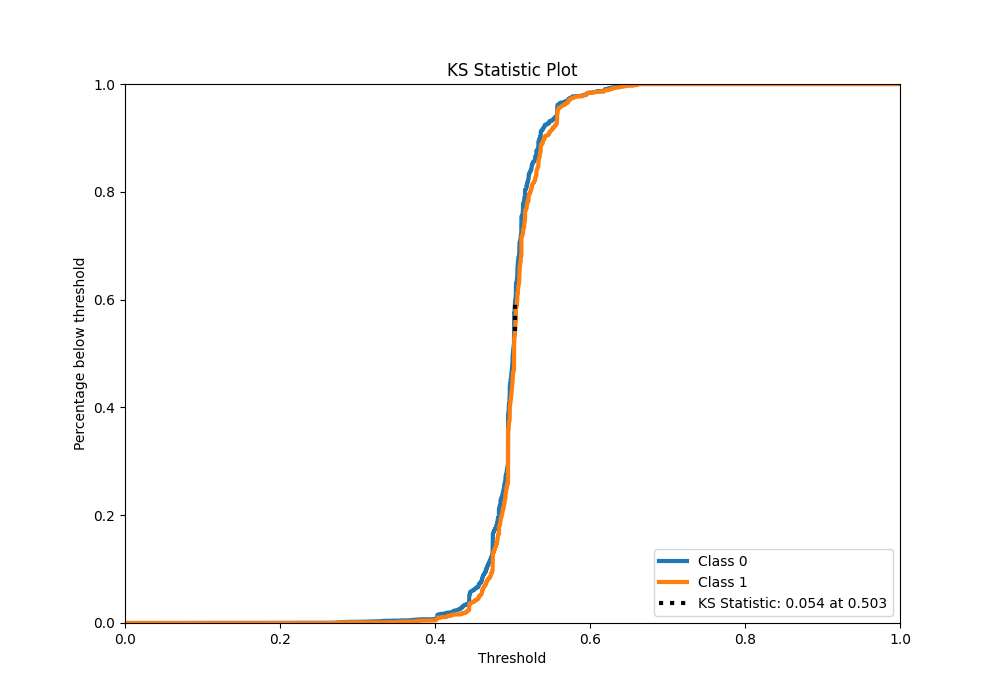 KS Statistic Plot
1.0
0.8
0.6
0.4
0.2
0.0
Percentage below threshold
0.0 0.2 0.4 0.6 0.8 1.0
Threshold
Class 0
Class 1
KS Statistic: 0.054 at 0.503